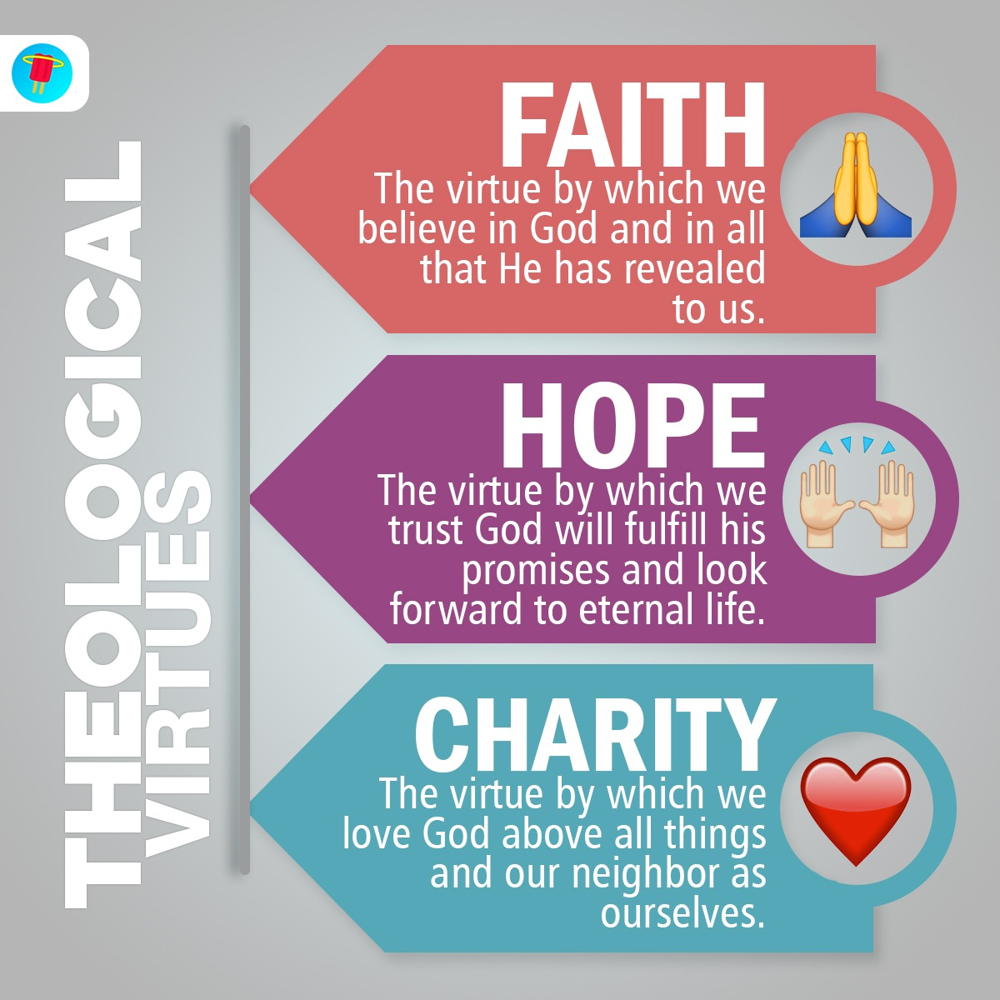 THEOLOGICAL
VIRTUES
FAITH
The virtue by which we
believe in God and in all
that He has revealed
to us.
HOPE
The virtue by which we
trust God will fulfill his
promises and look
forward to eternal life.
CHARITY
The virtue by which we
love God above all things
and our neighbor as
ourselves.